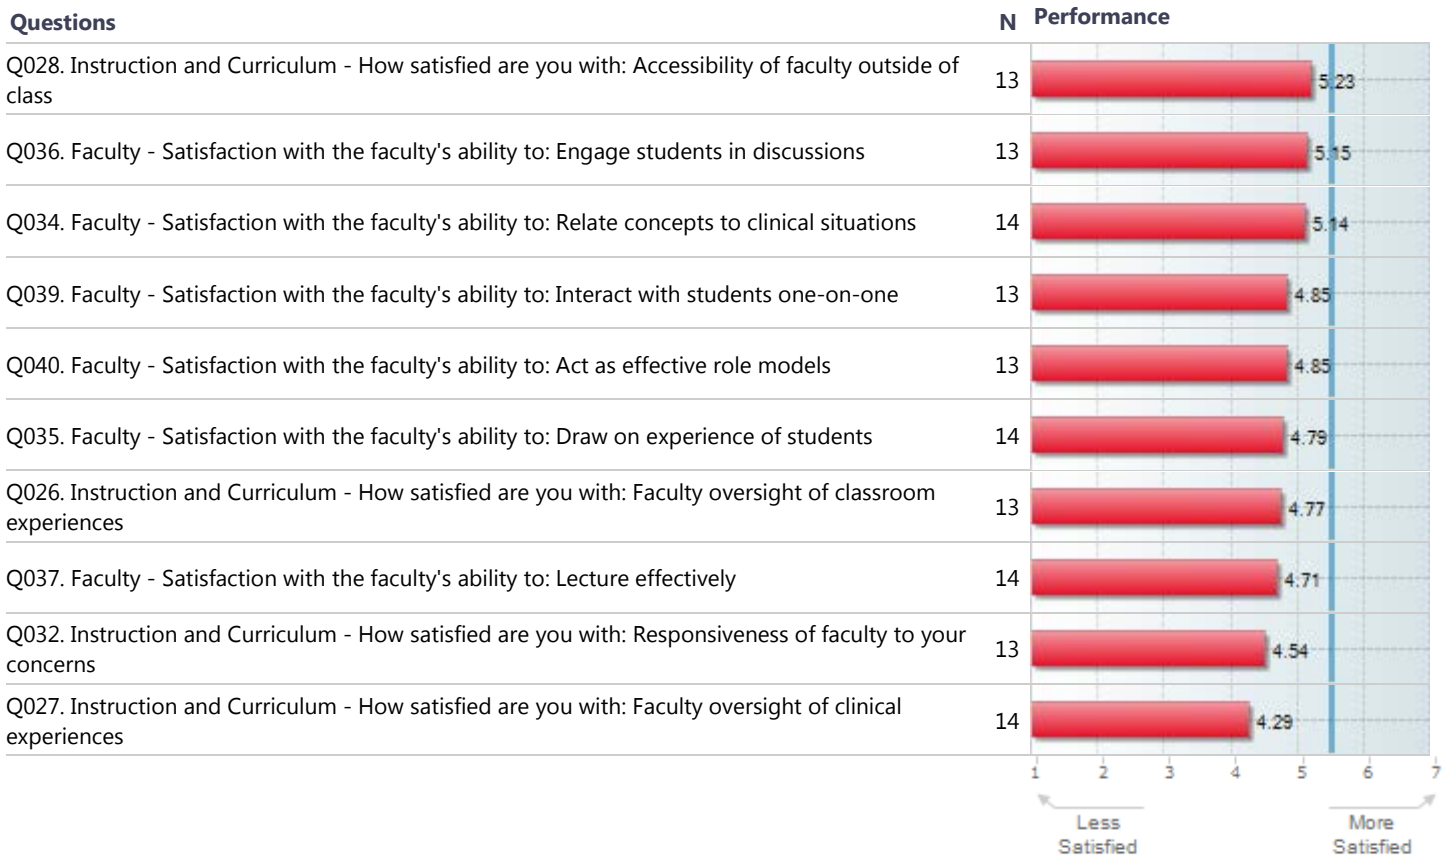 Questions N Performance
Q028. Instruction and Curriculum - How satisfied are you with: Accessibility of faculty outside of
class
13 5.23
Q036. Faculty - Satisfaction with the faculty's ability to: Engage students in discussions 13 5.15
Q034. Faculty - Satisfaction with the faculty's ability to: Relate concepts to clinical situations 14 5.14
Q039. Faculty - Satisfaction with the faculty's ability to: Interact with students one-on-one 13 4.85
Q040. Faculty - Satisfaction with the faculty's ability to: Act as effective role models 13 4.85
Q035. Faculty - Satisfaction with the faculty's ability to: Draw on experience of students 14 4.79
Q026. Instruction and Curriculum - How satisfied are you with: Faculty oversight of classroom
experiences
13 4.77
Q037. Faculty - Satisfaction with the faculty's ability to: Lecture effectively 14 4.71
Q032. Instruction and Curriculum - How satisfied are you with: Responsiveness of faculty to your
concerns
13 4.54
Q027. Instruction and Curriculum - How satisfied are you with: Faculty oversight of clinical
experiences
14 4.29
1 2 3 4 5 6 7
Less More
Satisfied Satisfied